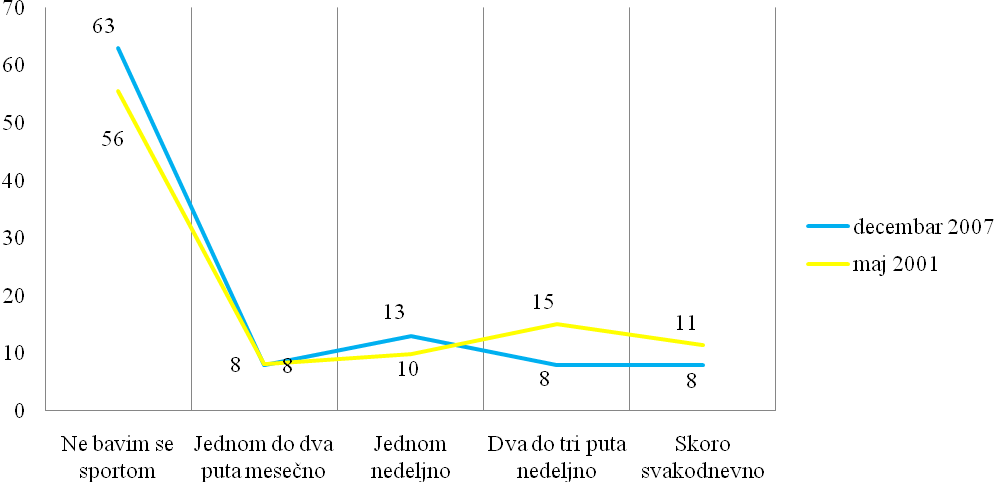 70
60
50
40
30
20
10
0
63
56
8
8
13
10
15
8
11
8
decembar 2007
maj 2001
Ne bavim se
sportom
Jednom do dva
puta mesečno
Jednom
nedeljno
Dva do tri puta
nedeljno
Skoro
svakodnevno